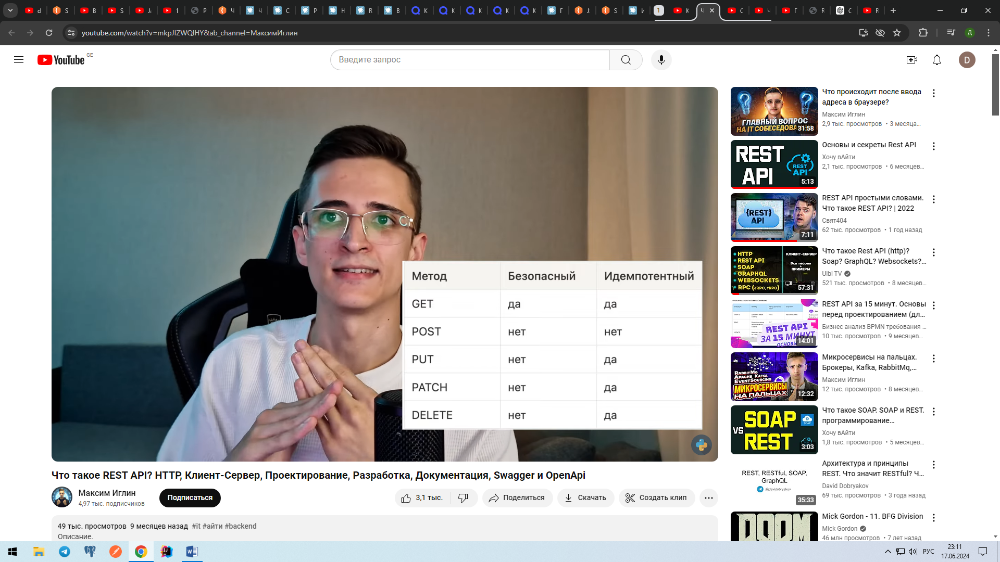 youtube.com/watch?v=mkpJIZWQIHY&ab_channel=МаксимИглин
Д
YouTube GE
Введите запрос
D
Метод Безопасный Идемпотентный
GET да да
POST нет нет
PUT нет да
PATCH нет да
DELETE нет да
Что такое REST API? HTTP, Клиент-Сервер, Проектирование, Разработка, Документация, Swagger и OpenApi
Максим Иглин
4,97 тыс. подписчиков
Подписаться
3,1 тыс.
Поделиться
Скачать
Создать клип
49 тыс. просмотров 9 месяцев назад #it #айти #backend
Описание.
ГЛАВНЫЙ ВОПРОС
31:58
Что происходит после ввода
адреса в браузере?
Максим Иглин
2,9 тыс. просмотров • 3 месяца...
REST
API
REST
API
5:13
Основы и секреты Rest API
Хочу вАйти
2,1 тыс. просмотров • 6 месяцев...
{REST}
API
7:11
REST API простыми словами.
Что такое REST API? | 2022
Свят404
62 тыс. просмотров • 1 год назад
HTTP
REST API
SOAP
GRAPHQL
WEBSOCKETS
RPC (gRPC, tRPC)
КЛИЕНТ-СЕРВЕР
Вся теория
+
ПРИМЕРЫ
57:31
Что такое Rest API (http)?
Soap? GraphQL? Websockets?...
Ulbi TV
521 тыс. просмотров • 8 месяцев...
REST API
ЗА 15 МИНУТ
14:01
REST API за 15 минут. Основы
перед проектированием (дл...
Бизнес анализ BPMN требования ...
10 тыс. просмотров • 9 месяцев...
RabbitMQ
Apache Kafka
EventSourcing
МИКРОСЕРВИСЫ
НА ПАЛЬЦАХ
12:32
Микросервисы на пальцах.
Брокеры, Kafka, RabbitMq,...
Максим Иглин
12 тыс. просмотров • 8 месяцев...
SOAP
VS
REST
SOAP
3:03
Что такое SOAP. SOAP и REST.
программирование...
Хочу вАйти
1,8 тыс. просмотров • 5 месяцев...
REST, RESTful, SOAP,
GraphQL
@davidobryakov
35:33
Архитектура и принципы
REST. Что значит RESTful? Ч...
David Dobryakov
69 тыс. просмотров • 3 года назад
DOOM
Mick Gordon - 11. BFG Division
Mick Gordon
46 млн просмотров • 7 лет назад
РУС
23:11
17.06.2024